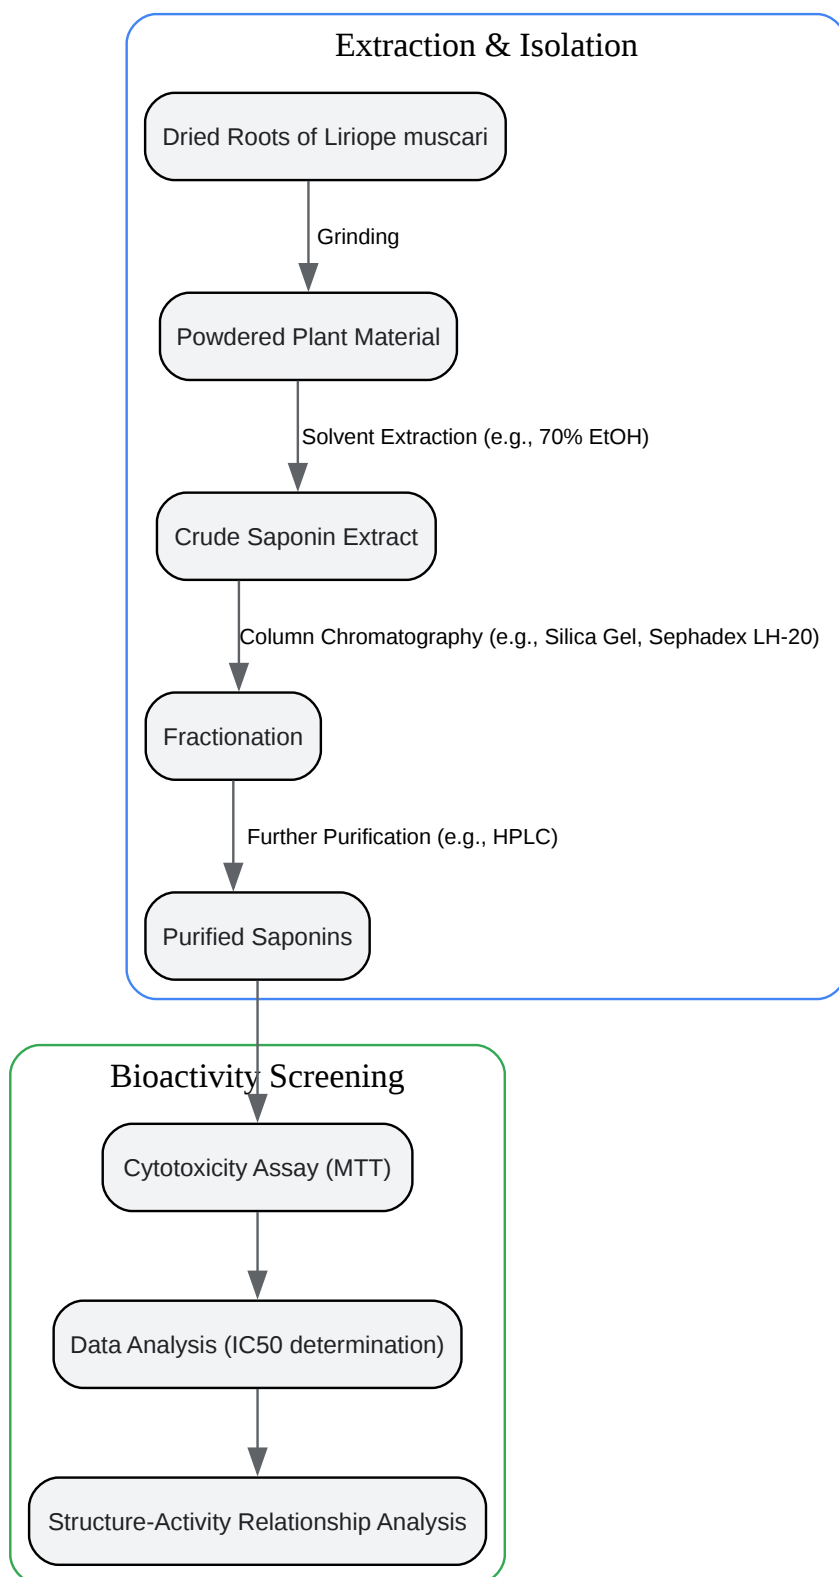 Extraction & Isolation
Dried Roots of Liriope muscari
Grinding
Powdered Plant Material
Solvent Extraction (e.g., 70% EtOH)
Crude Saponin Extract
Column Chromatography (e.g., Silica Gel, Sephadex LH-20)
Fractionation
Further Purification (e.g., HPLC)
Purified Saponins
Bioactivity Screening
Cytotoxicity Assay (MTT)
Data Analysis (IC50 determination)
Structure-Activity Relationship Analysis